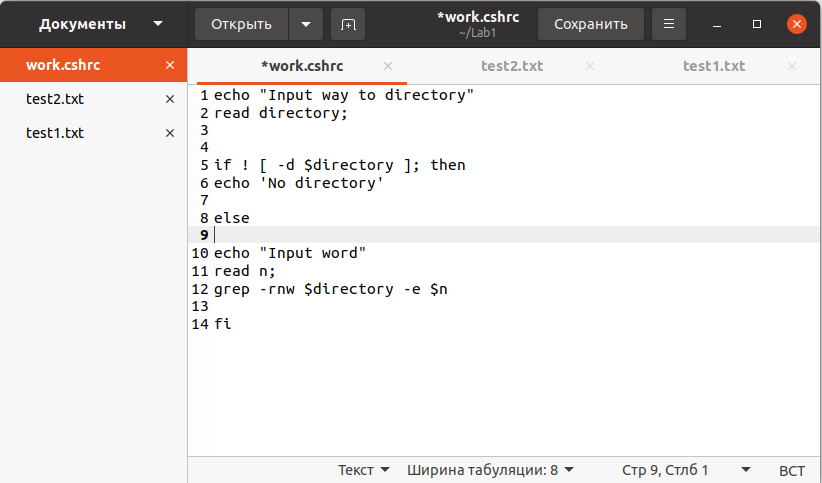 Документы
Открыть
*work.cshrc
~/Lab1
Сохранить
work.cshrc
test2.txt
test1.txt
*work.cshrc
test2.txt
test1.txt
1 echo "Input way to directory"
2 read directory;
3
4
5 if ! [ -d $directory ]; then
6 echo 'No directory'
7
8 else
9
10 echo "Input word"
11 read n;
12 grep -rnw $directory -e $n
13
14 fi
Текст Ширина табуляции: 8 Стр 9, Стлб 1 ВСТ